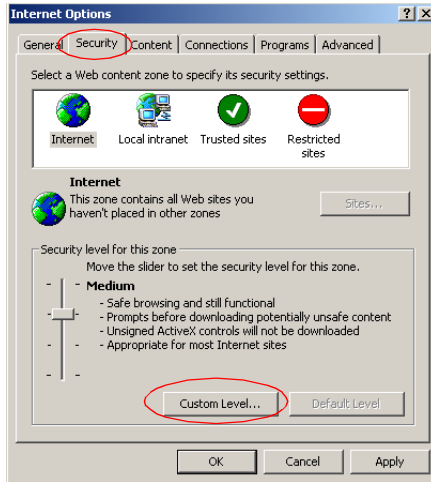 Internet Options
General Security Content Connections Programs Advanced
Select a Web content zone to specify its security settings.
Internet Local intranet Trusted sites Restricted sites
Internet
This zone contains all Web sites you
haven't placed in other zones
Sites...
Security level for this zone
Move the slider to set the security level for this zone.
Medium
- Safe browsing and still functional
- Prompts before downloading potentially unsafe content
- Unsigned ActiveX controls will not be downloaded
- Appropriate for most Internet sites
Custom Level... Default Level
OK Cancel Apply